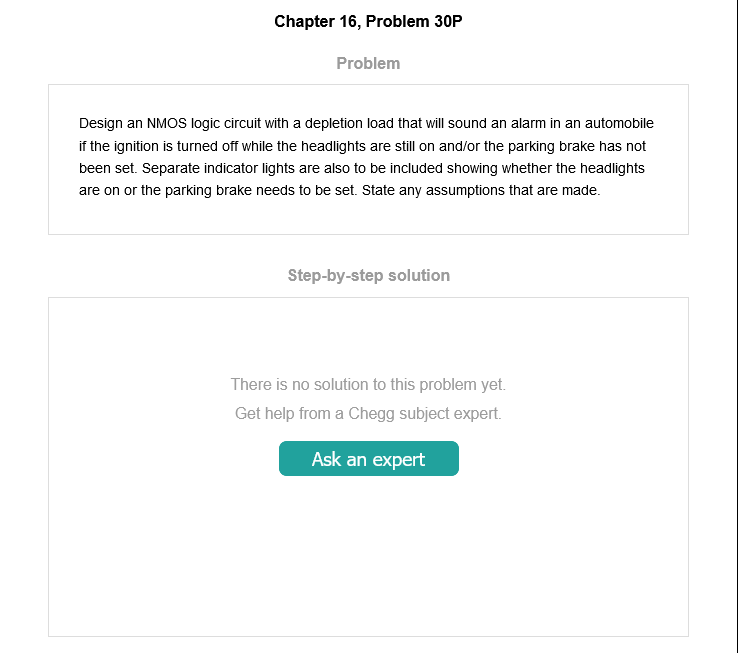 Chapter 16, Problem 30P
Problem
Design an NMOS logic circuit with a depletion load that will sound an alarm in an automobile
if the ignition is turned off while the headlights are still on and/or the parking brake has not
been set. Separate indicator lights are also to be included showing whether the headlights
are on or the parking brake needs to be set. State any assumptions that are made.
Step-by-step solution
There is no solution to this problem yet.
Get help from a Chegg subject expert.
Ask an expert